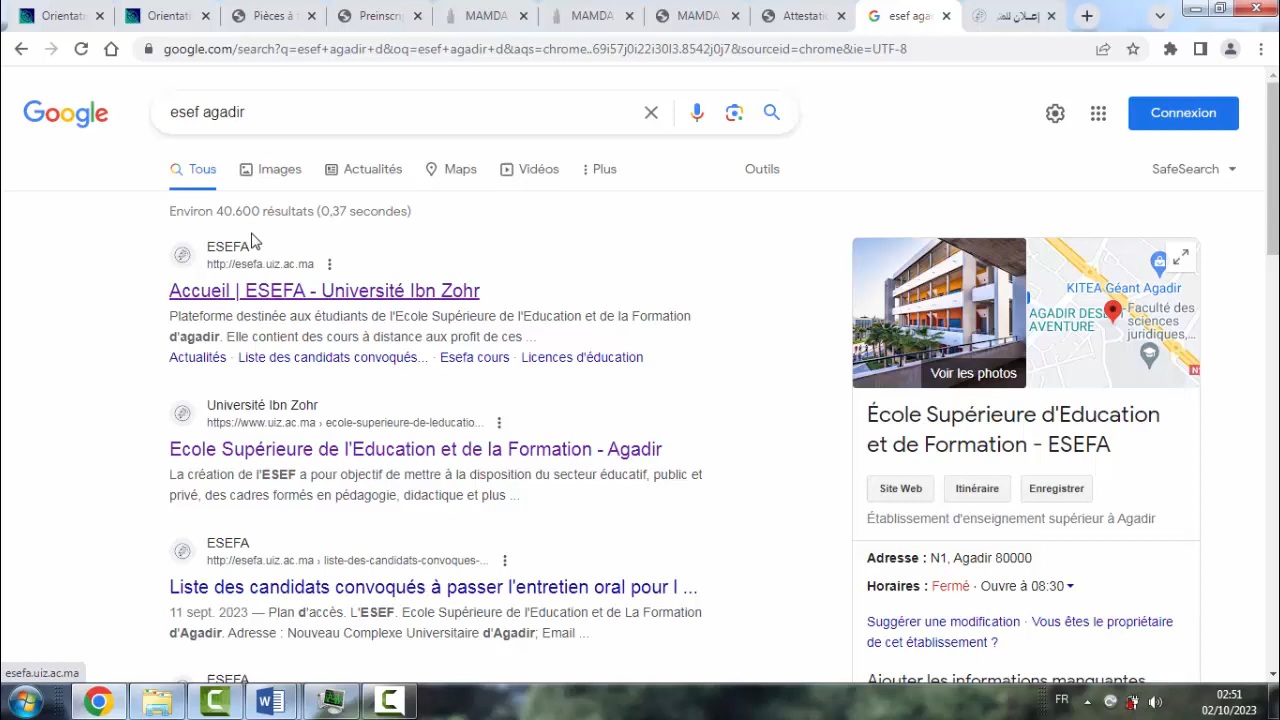 Orientati
Orientati
Pièces à
Preinscri
MAMDA
MAMDA
MAMDA
Attestatio
esef agadi
إعلان للمتر
google.com/search?q=esef+agadir+d&oq=esef+agadir+d&aqs=chrome..69i57j0i22i30l3.8542j0j7&sourceid=chrome&ie=UTF-8
Google
esef agadir
Connexion
Tous
Images
Actualités
Maps
Vidéos
Plus
Outils
SafeSearch
Environ 40.600 résultats (0,37 secondes)
ESEFA
http://esefa.uiz.ac.ma
Accueil | ESEFA - Université Ibn Zohr
Plateforme destinée aux étudiants de l'Ecole Supérieure de l'Education et de la Formation
d'agadir. Elle contient des cours à distance aux profit de ces ...
Actualités · Liste des candidats convoqués... · Esefa cours · Licences d'éducation
Université Ibn Zohr
https://www.uiz.ac.ma › ecole-superieure-de-leducatio...
Ecole Supérieure de l'Education et de la Formation - Agadir
La création de l'ESEF a pour objectif de mettre à la disposition du secteur éducatif, public et
privé, des cadres formés en pédagogie, didactique et plus ...
ESEFA
http://esefa.uiz.ac.ma › liste-des-candidats-convoques-...
Liste des candidats convoqués à passer l'entretien oral pour l ...
11 sept. 2023 — Plan d'accès. L'ESEF. Ecole Supérieure de l'Education et de La Formation
d'Agadir. Adresse : Nouveau Complexe Universitaire d'Agadir; Email ...
ESEFA
Voir les photos
KITEA Géant Agadir
AGADIR DESE
AVENTURE
Faculté des
sciences
juridiques,...
N1
École Supérieure d'Education
et de Formation - ESEFA
Site Web
Itinéraire
Enregistrer
Établissement d'enseignement supérieur à Agadir
Adresse : N1, Agadir 80000
Horaires : Fermé · Ouvre à 08:30
Suggérer une modification · Vous êtes le propriétaire
de cet établissement ?
Ajouter les informations manquantes
esefa.uiz.ac.ma
FR
02:51
02/10/2023